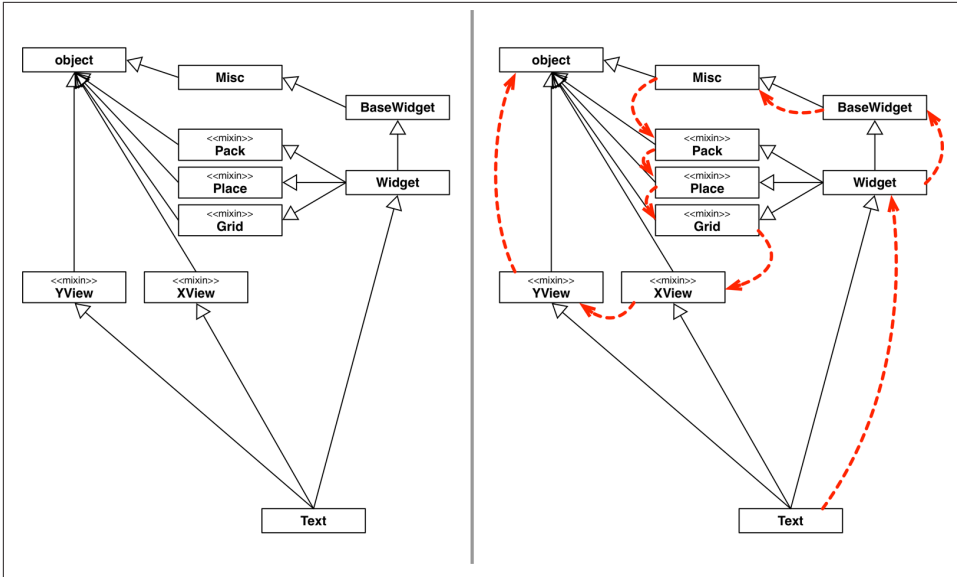 object
Misc
BaseWidget
<<mixin>>
Pack
<<mixin>>
Place
Widget
<<mixin>>
Grid
<<mixin>>
YView
<<mixin>>
XView
Text
object
Misc
BaseWidget
<<mixin>>
Pack
<<mixin>>
Place
Widget
<<mixin>>
Grid
<<mixin>>
YView
<<mixin>>
XView
Text